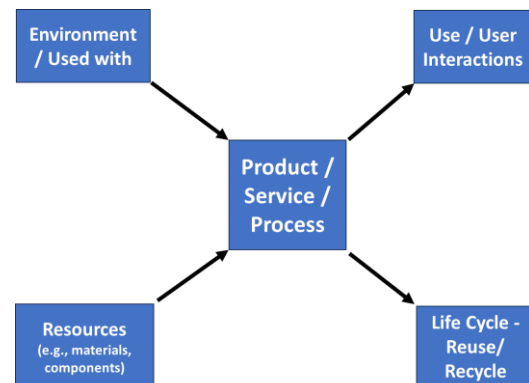 Environment
/ Used with
Use / User
Interactions
Product /
Service /
Process
Resources
(e.g., materials,
components)
Life Cycle -
Reuse/
Recycle